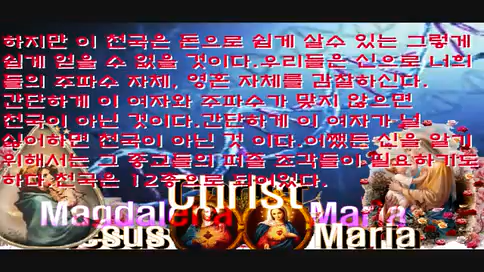 하지만 이 천국은 돈으로 쉽게 살수 있는 그렇게
쉽게 얻을 수 없을 것이다.우리들은 신으로 너희
들의 주파수 자체, 영혼 자체를 감찰하신다.
간단하게 이 여자와 주파수가 맞지 않으면
천국이 아닌 것이다.간단하게 이 여자가 널
싫어하면 천국이 아닌 것 이다.어쨌든 신을 알기
위해서는 그 종교들의 퍼즐 조각들이 필요하기도
하다.천국은 12층으로 되어있다.
Christ
Magdalena Maria
Jesus Maria